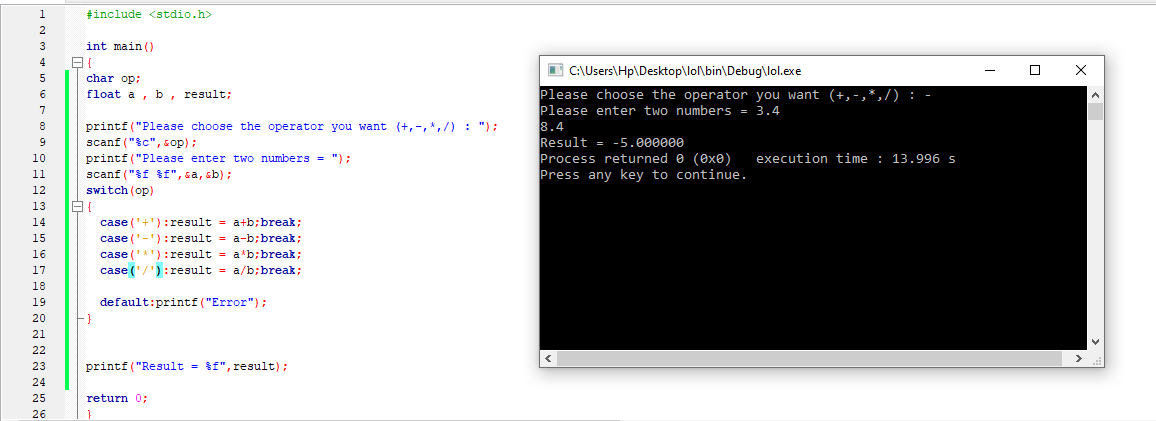 1 #include <stdio.h>
2
3 int main()
4 {
5 char op;
6 float a , b , result;
7
8 printf("Please choose the operator you want (+,-,*,/) : ");
9 scanf("%c",&op);
10 printf("Please enter two numbers = ");
11 scanf("%f %f",&a,&b);
12 switch(op)
13 {
14 case('+'):result = a+b;break;
15 case('-'):result = a-b;break;
16 case('*'):result = a*b;break;
17 case('/'):result = a/b;break;
18
19 default:printf("Error");
20 }
21
22
23 printf("Result = %f",result);
24
25 return 0;
26 }
C:\Users\Hp\Desktop\lol\bin\Debug\lol.exe
Please choose the operator you want (+,-,*,/) : -
Please enter two numbers = 3.4
8.4
Result = -5.000000
Process returned 0 (0x0)   execution time : 13.996 s
Press any key to continue.